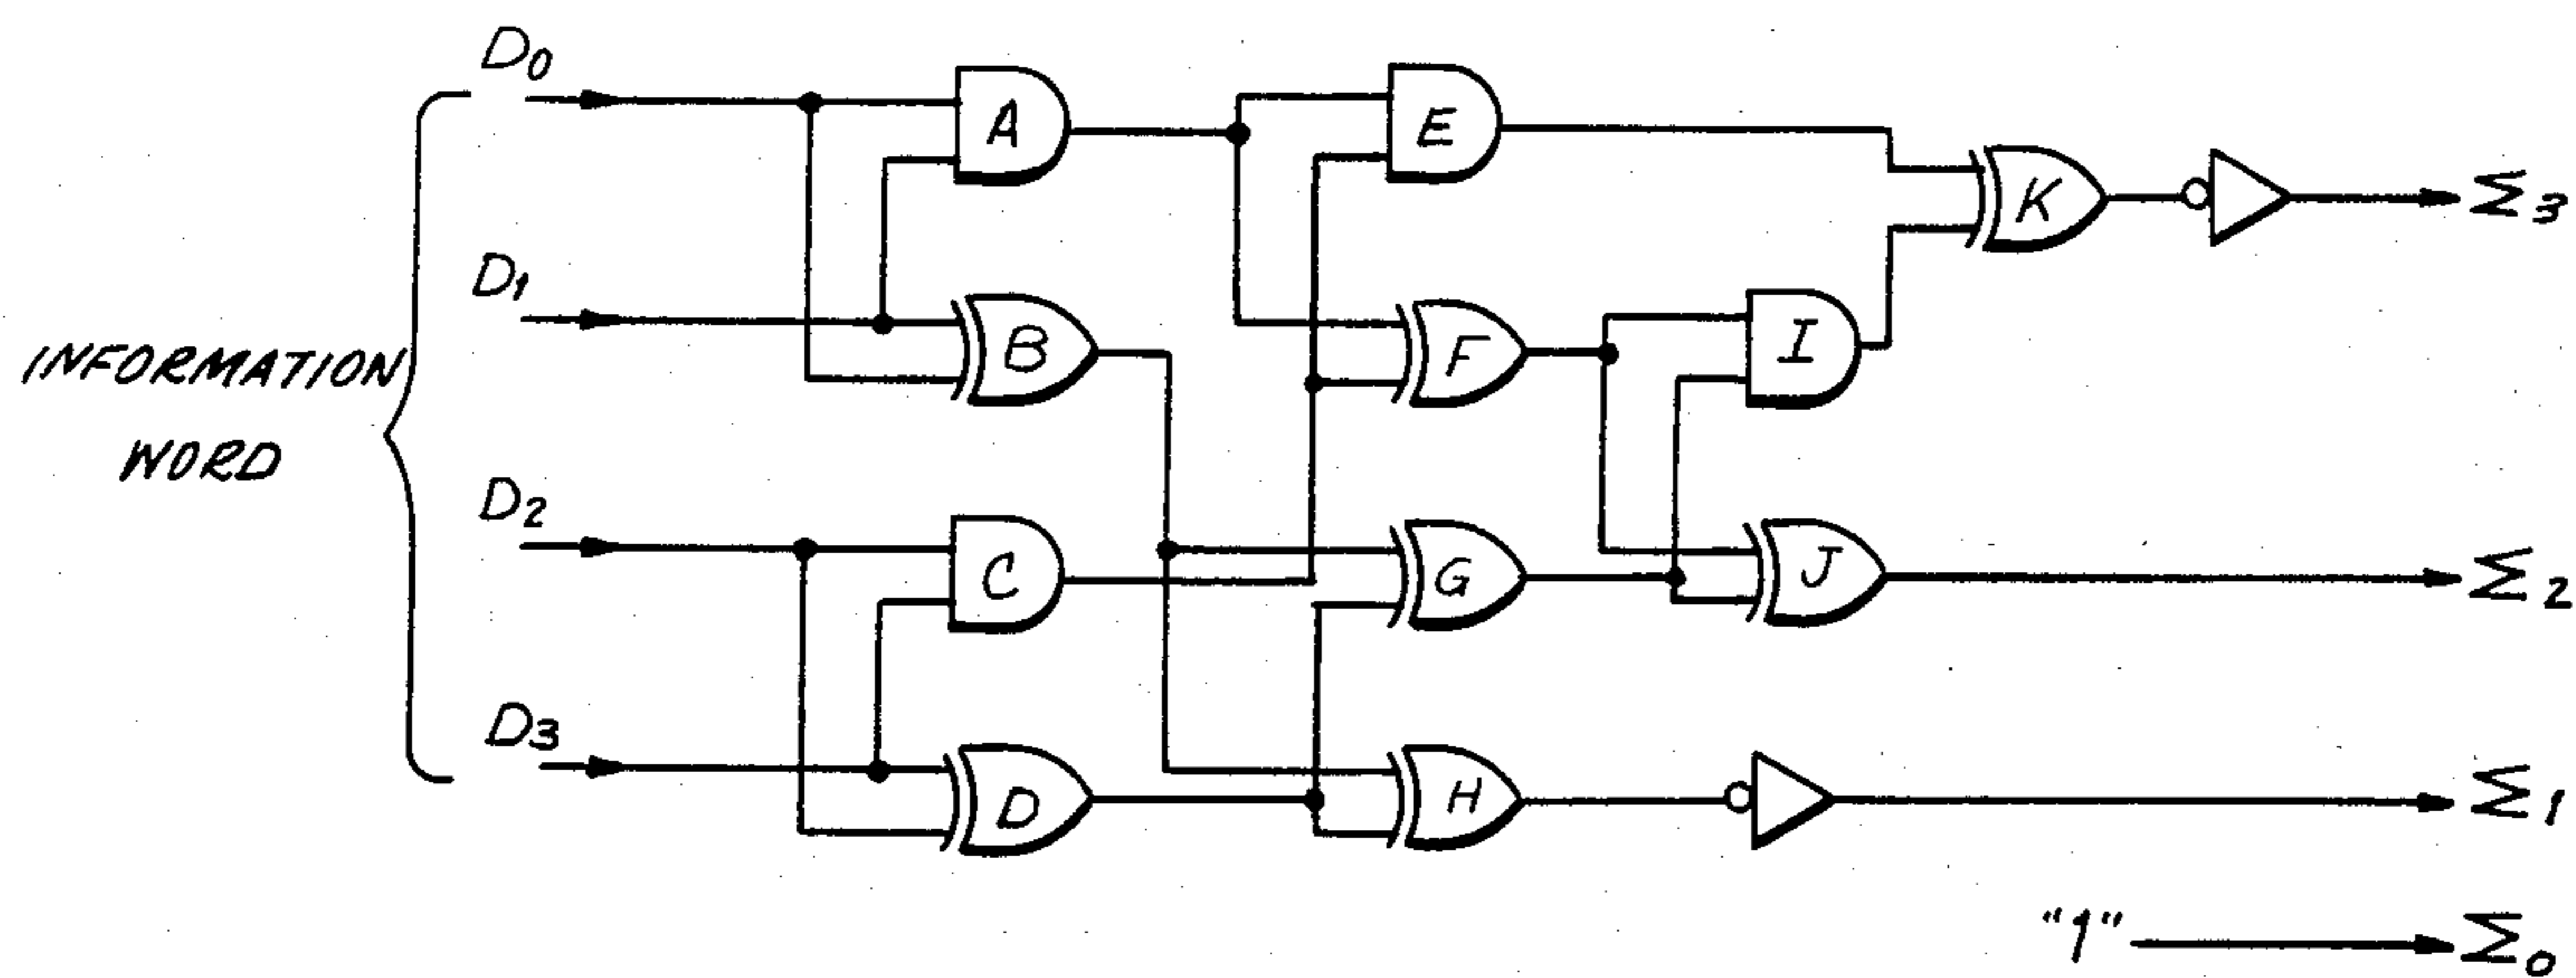 D0
A
E
K
Σ3
D1
B
F
I
INFORMATION
WORD
D2
C
G
J
Σ2
D3
D
H
Σ1
"1"
Σ0